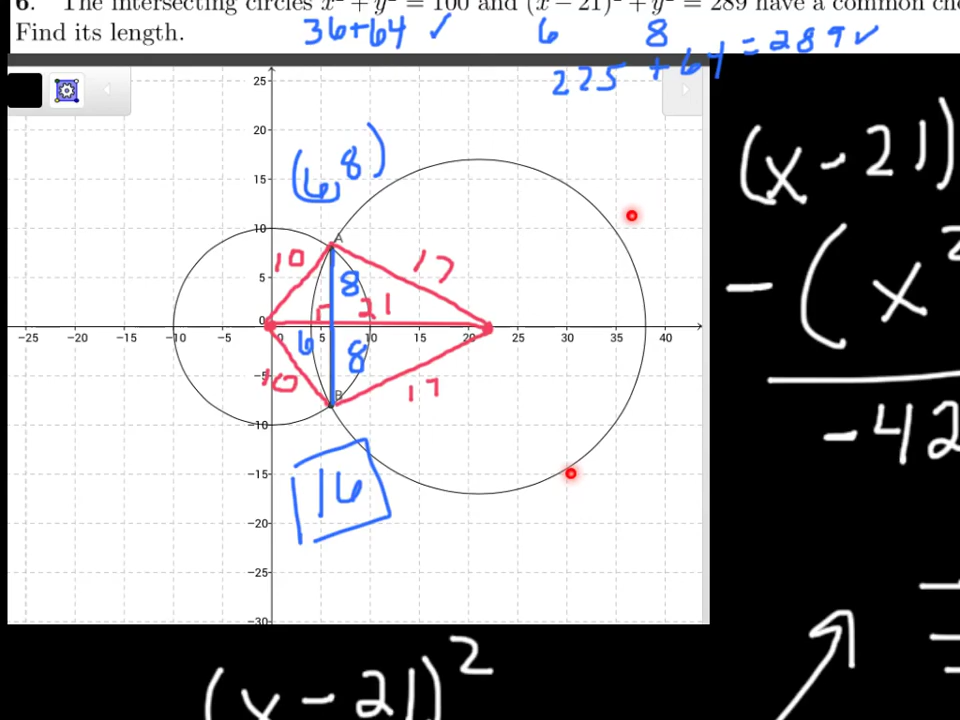 6. The intersecting circles x² + y² = 100 and (x − 21)² + y² = 289 have a common cho
Find its length.
36+64 ✓ 6 8
225 + 64 = 289 ✓
25
20
(6,8)
15
10
A
10
17
5
8
21
0
-25 -20 -15 -10 -5 0 5 10 15 20 25 30 35 40
6
8
-5
10
17
B
-10
-15
16
-20
-25
-30
(x-21)
-(x²
-42
(x-21)²